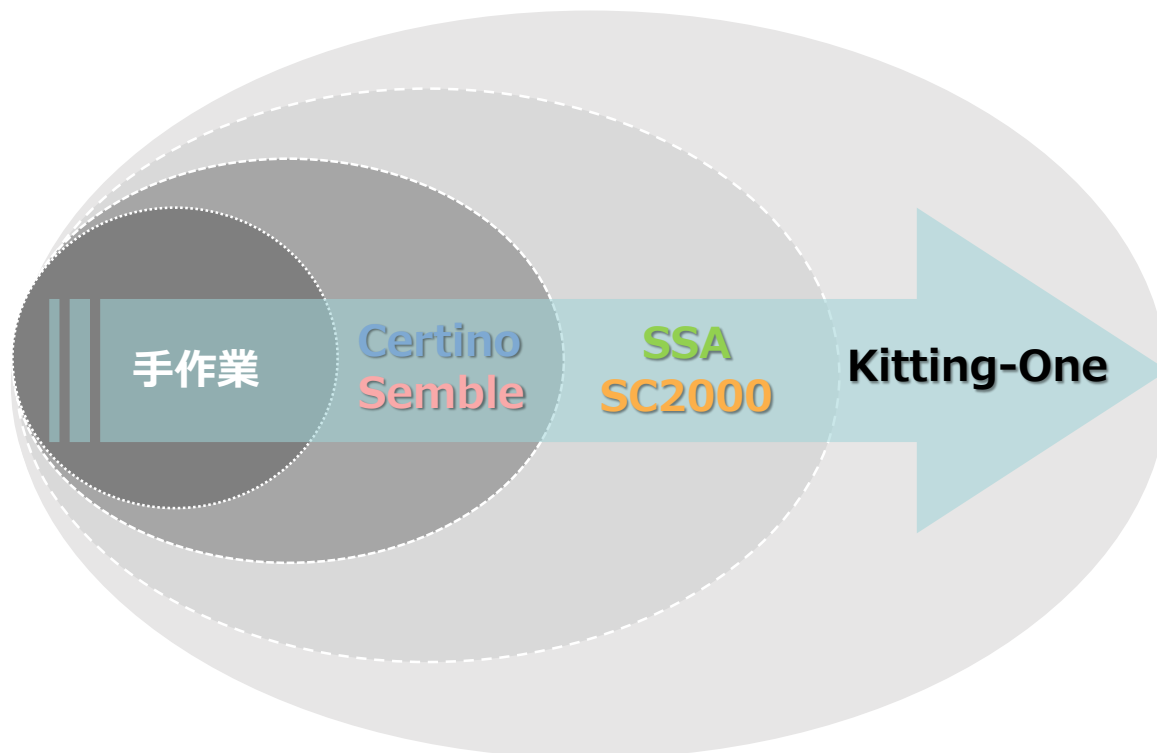 手作業
Certino
Semble
SSA
SC2000
Kitting-One